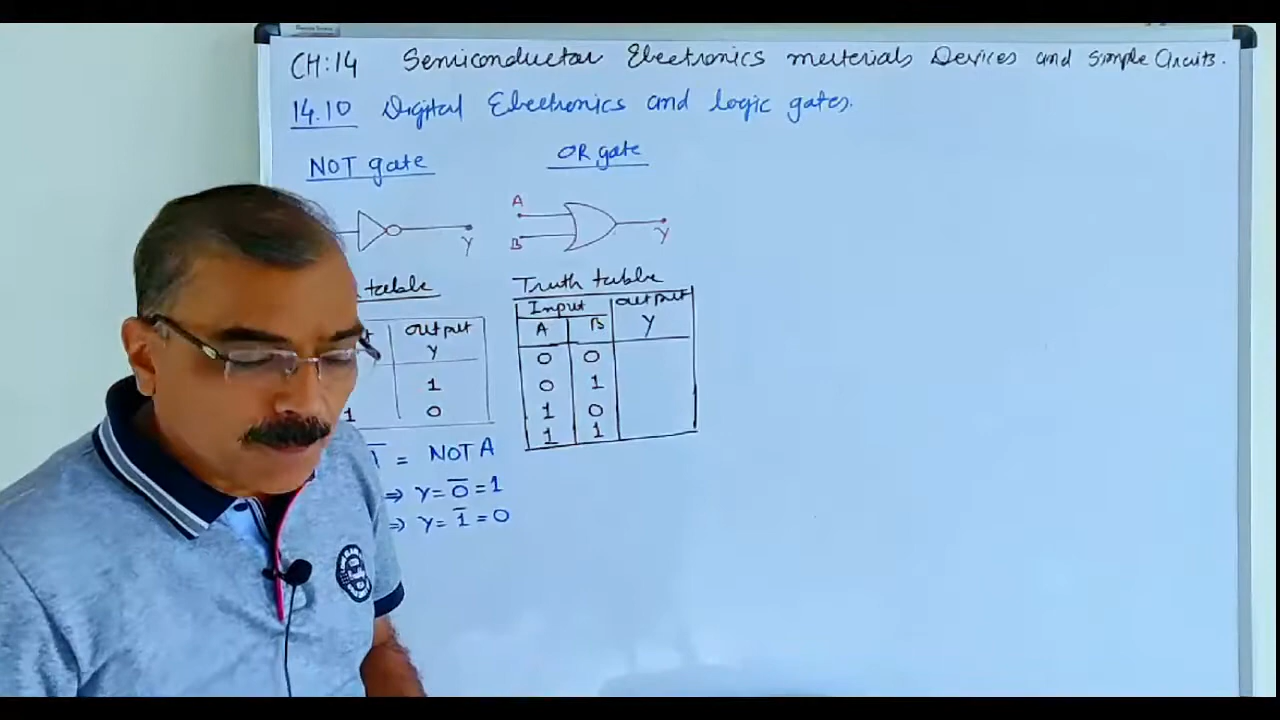 CH:14 Semiconductor Electronics meterials Devices and Simple Circuits.
14.10 Digital Electronics and logic gates.
NOT gate
Y
table
output
Y
1
1 0
= NOT A
⇒ Y = 0̅ = 1
⇒ Y = 1̅ = 0
OR gate
A
B
Y
Truth table
Input output
A B Y
0 0
0 1
1 0
1 1